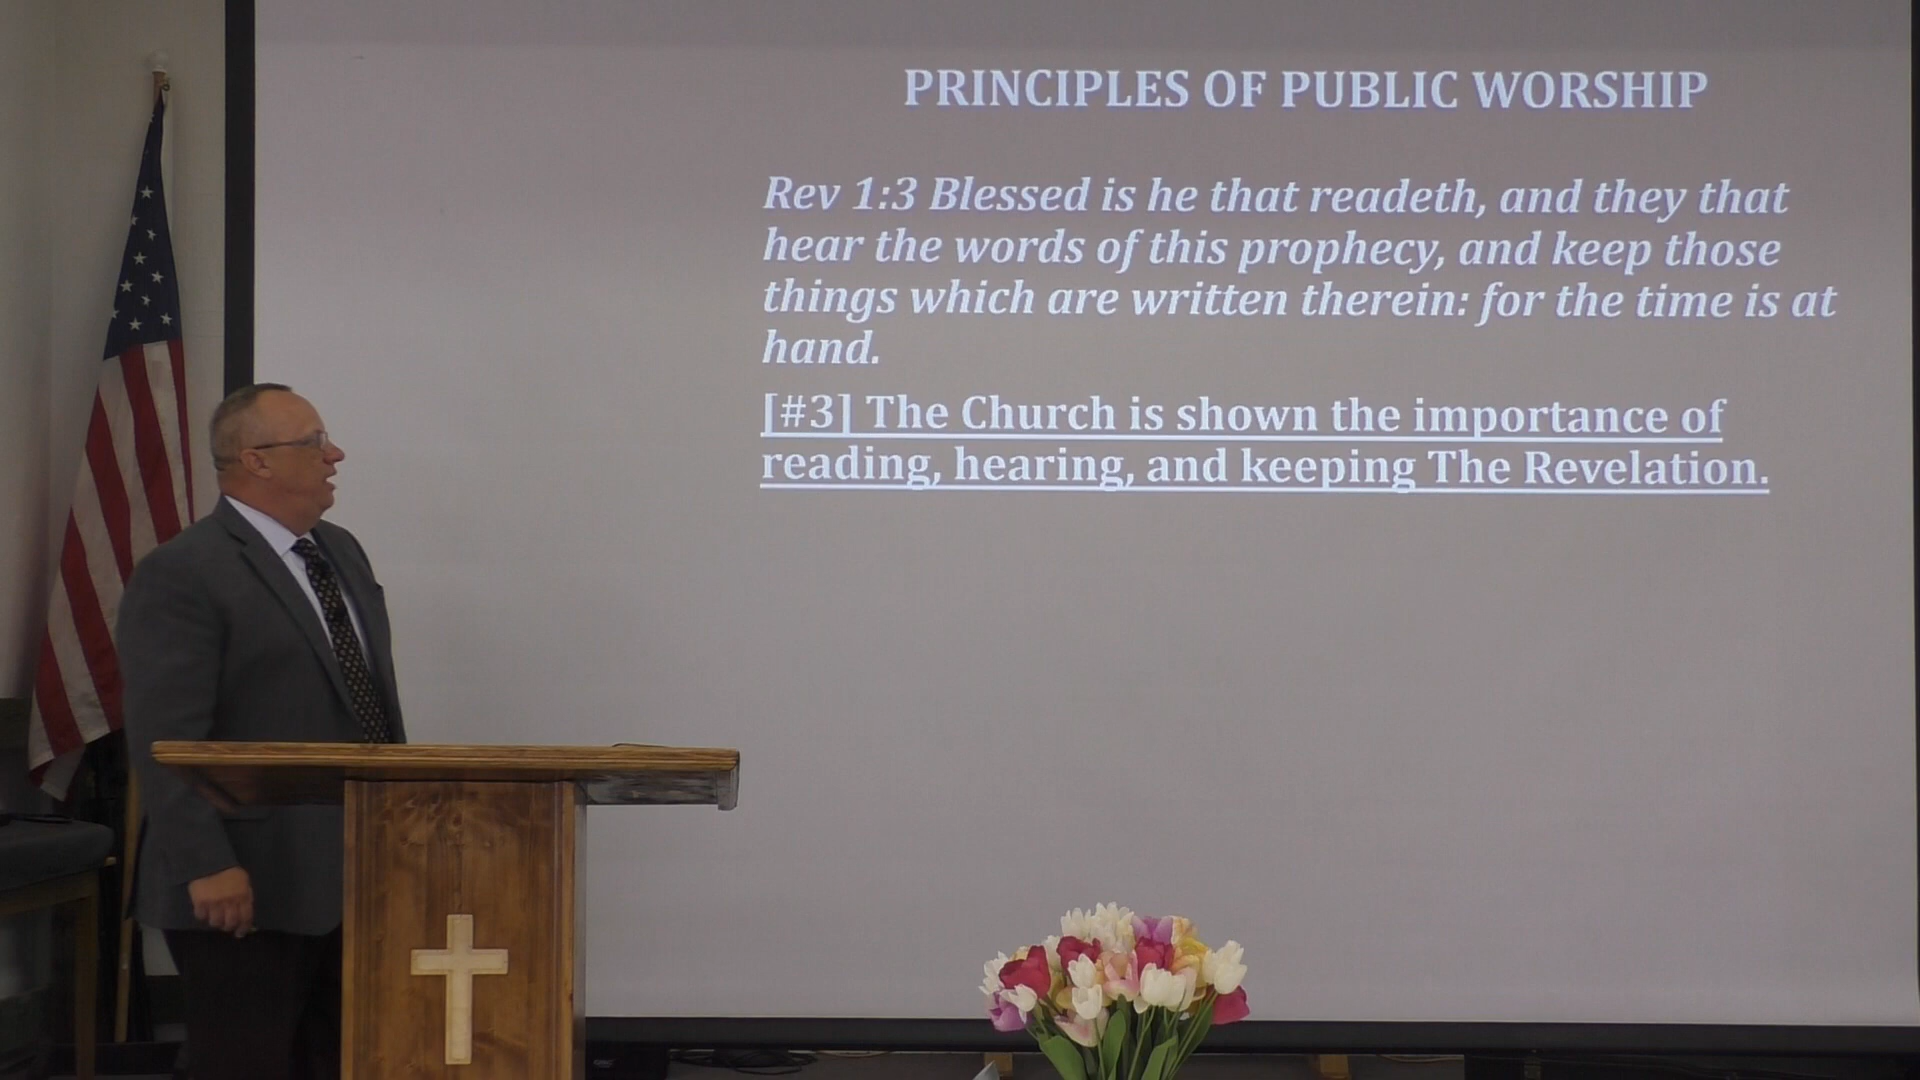 PRINCIPLES OF PUBLIC WORSHIP
Rev 1:3 Blessed is he that readeth, and they that
hear the words of this prophecy, and keep those
things which are written therein: for the time is at
hand.
[#3] The Church is shown the importance of
reading, hearing, and keeping The Revelation.